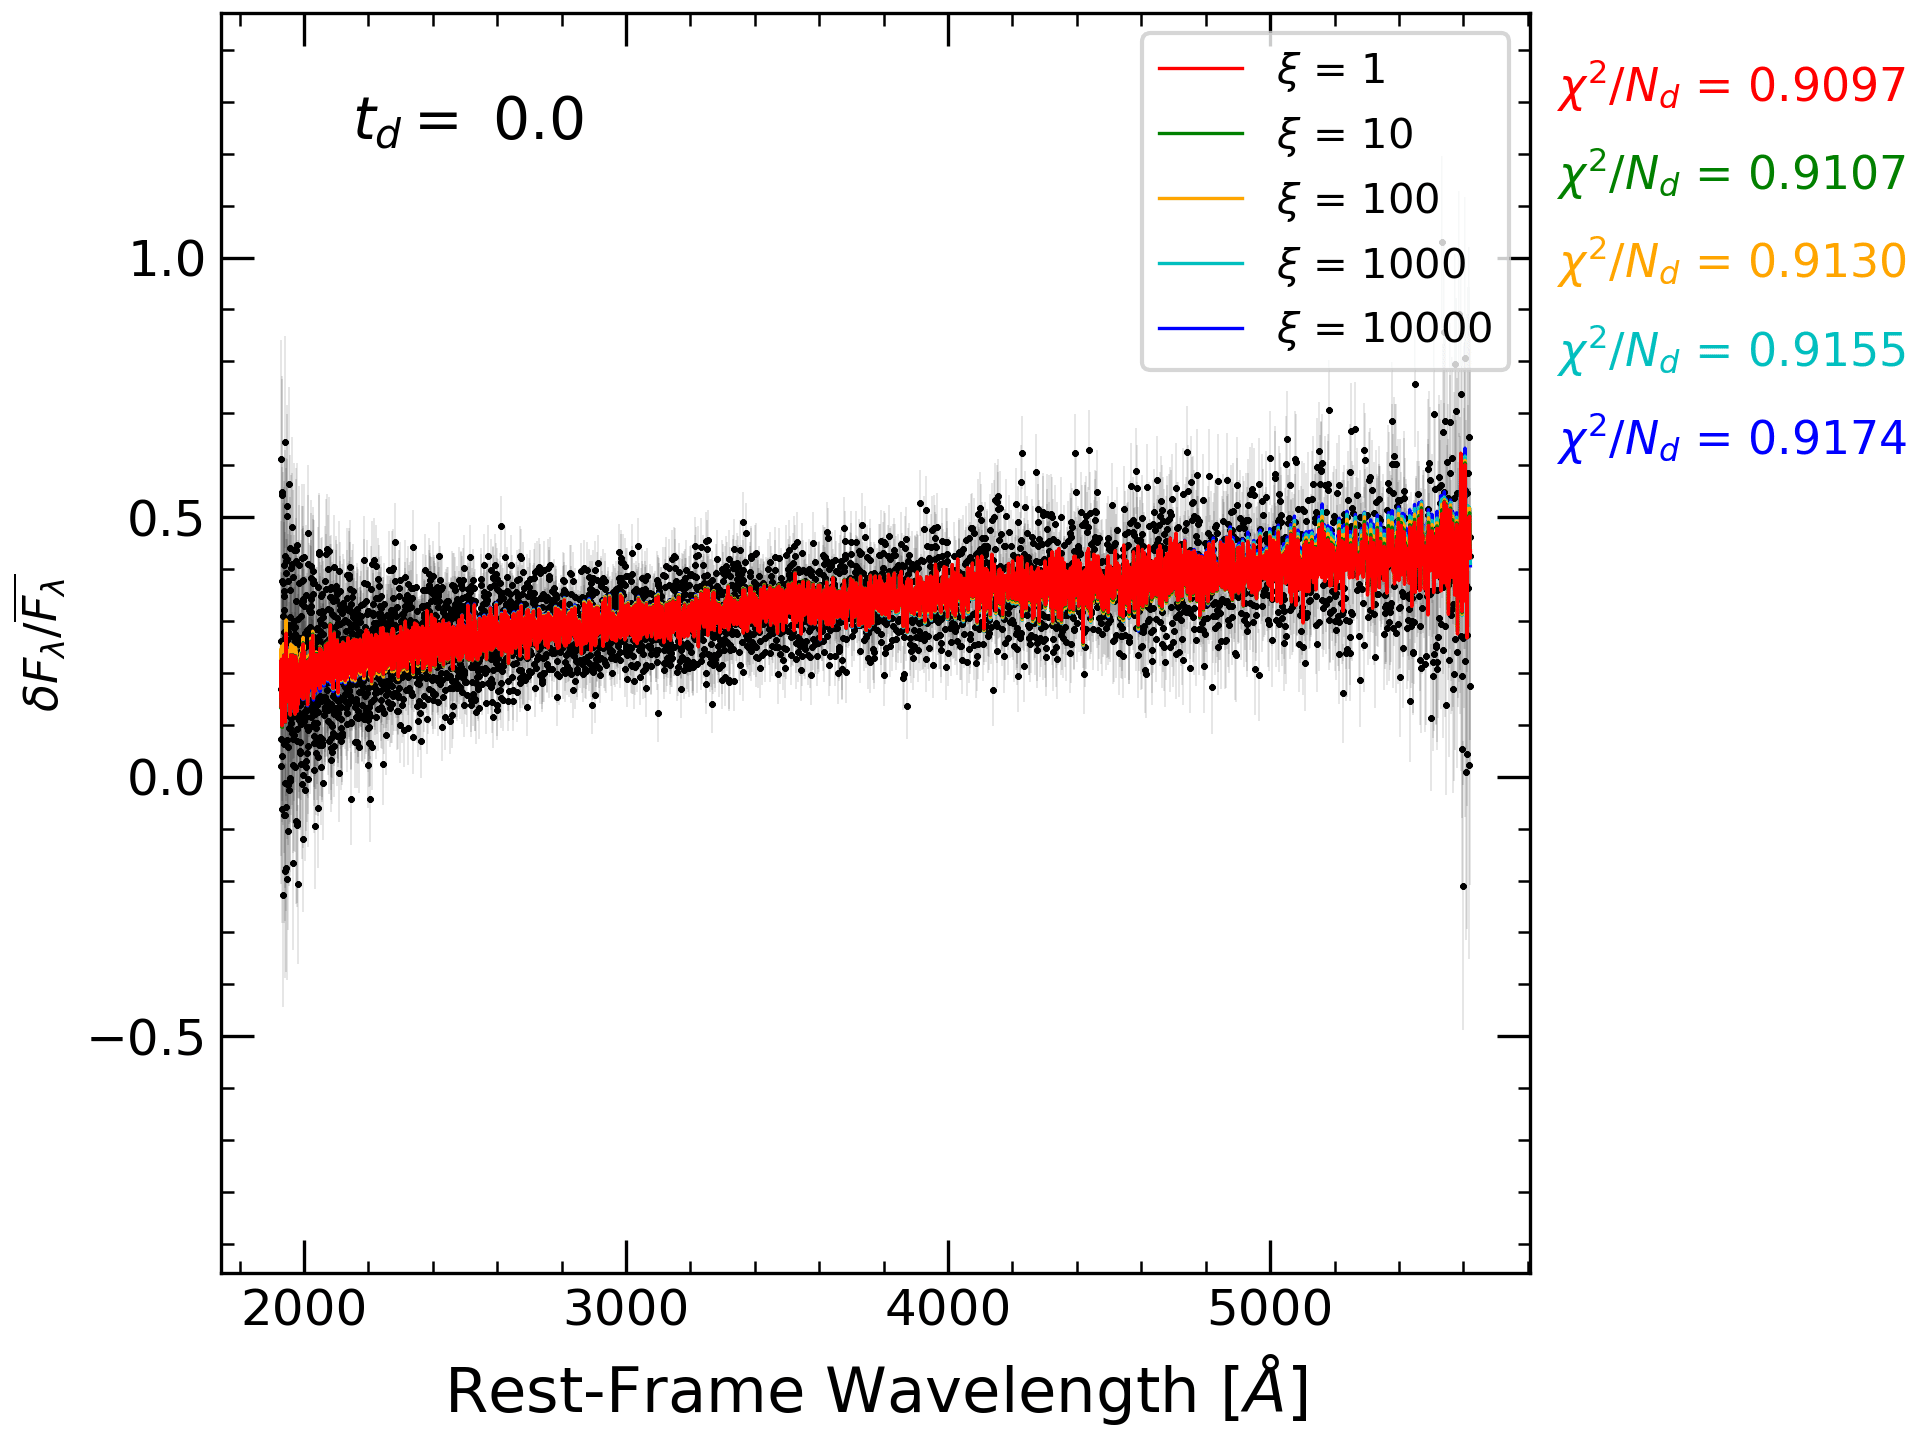 t_d = 0.0
ξ = 1
ξ = 10
ξ = 100
ξ = 1000
ξ = 10000
χ²/N_d = 0.9097
χ²/N_d = 0.9107
χ²/N_d = 0.9130
χ²/N_d = 0.9155
χ²/N_d = 0.9174
1.0
0.5
0.0
−0.5
δF_λ/F̅_λ
2000 3000 4000 5000
Rest-Frame Wavelength [Å]